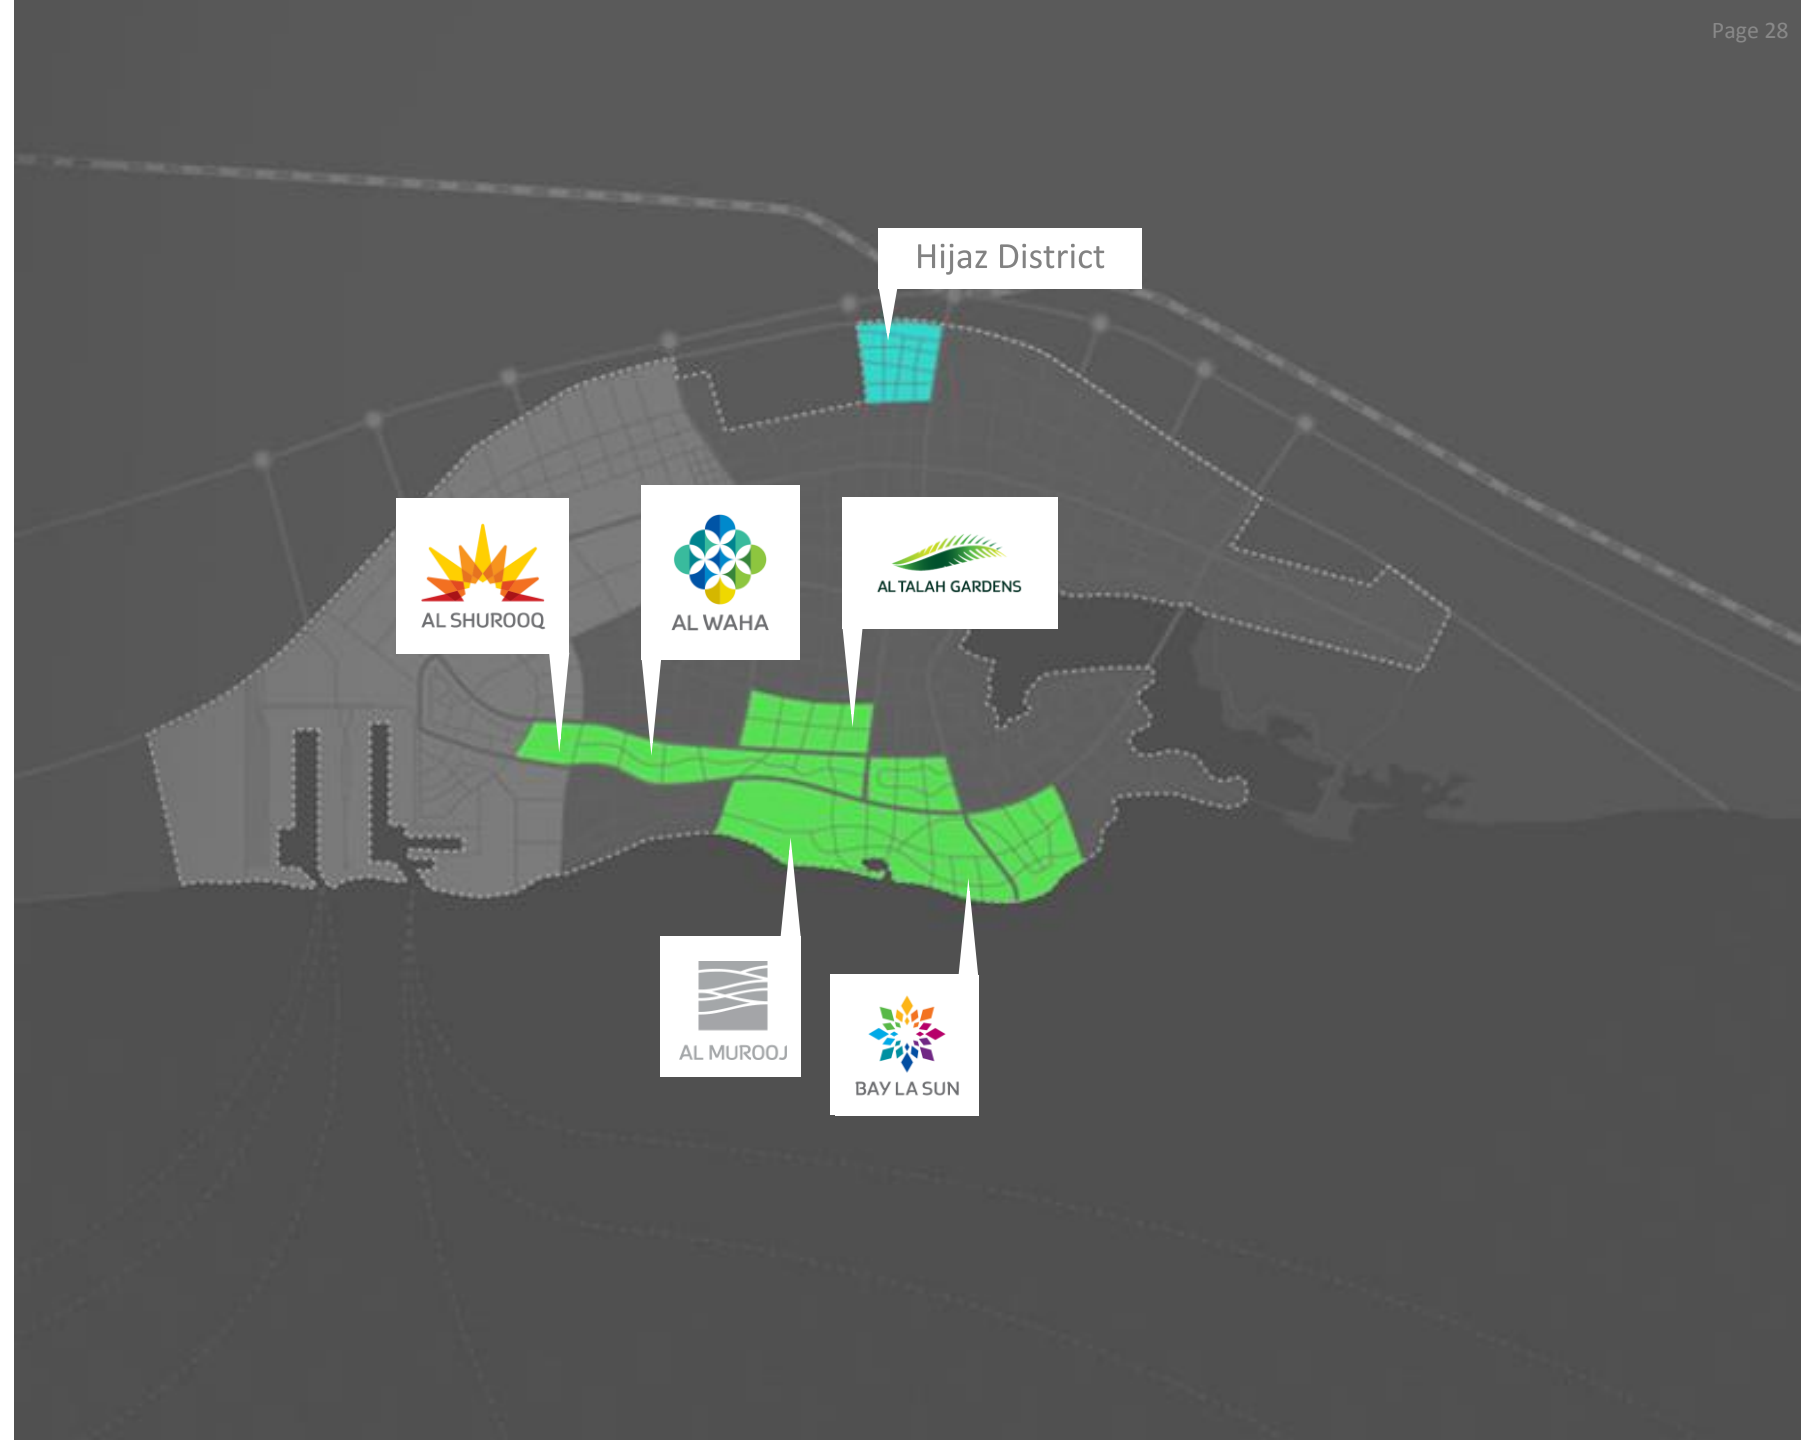 Page 28
Hijaz District
AL SHUROOQ
AL WAHA
AL TALAH GARDENS
AL MUROOJ
BAY LA SUN